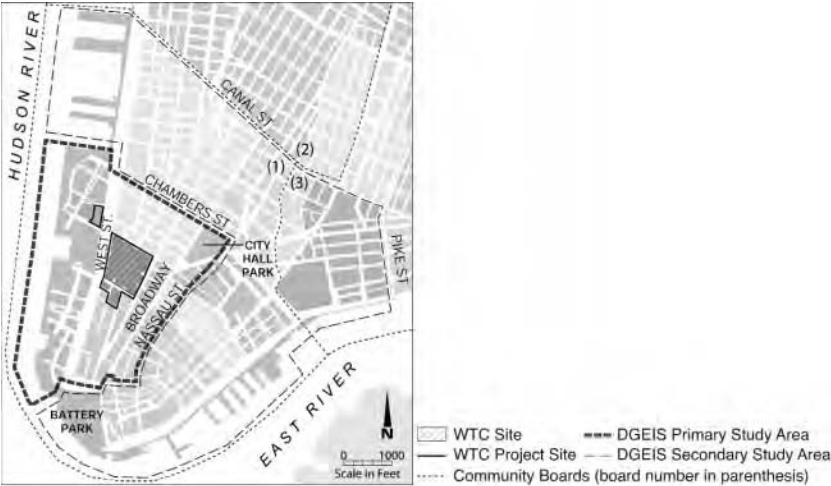 HUDSON RIVER
CANAL ST
(2)
(1)
(3)
CHAMBERS ST
WEST ST.
CITY
HALL
PARK
PIKE ST
BROADWAY
NASSAU ST.
BATTERY
PARK
EAST RIVER
N
0 1000
Scale in Feet
WTC Site
DGEIS Primary Study Area
WTC Project Site
DGEIS Secondary Study Area
Community Boards (board number in parenthesis)